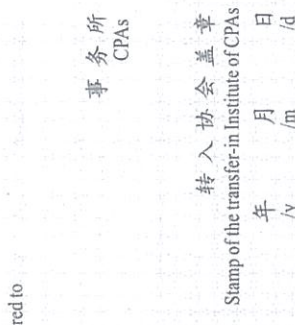 red to
事 务 所
CPAs
转 入 协 会 盖 章
Stamp of the transfer-in Institute of CPAs
年 月 日
/y /m /d